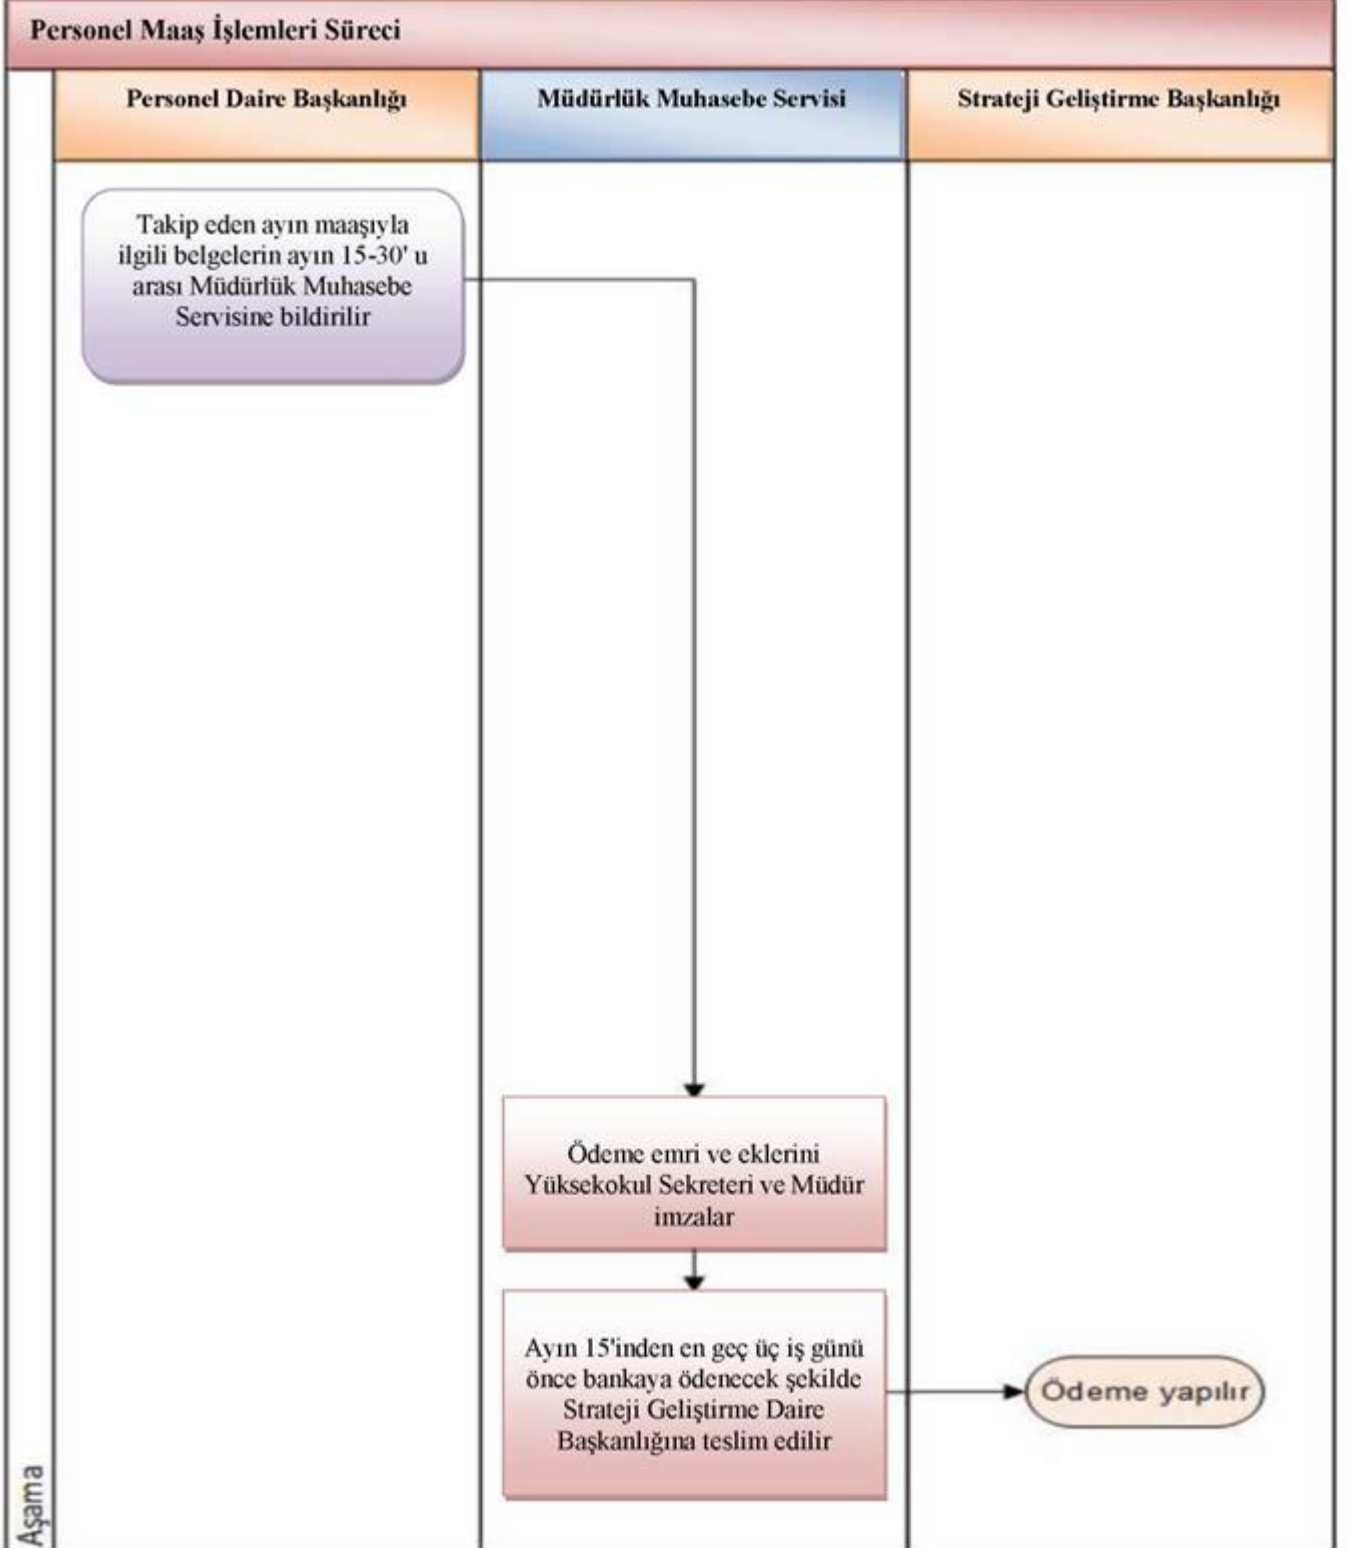 Personel Maaş İşlemleri Süreci
Personel Daire Başkanlığı
Müdürlük Muhasebe Servisi
Strateji Geliştirme Başkanlığı
Takip eden ayın maaşıyla
ilgili belgelerin ayın 15-30' u
arası Müdürlük Muhasebe
Servisine bildirilir
Ödeme emri ve eklerini
Yüksekokul Sekreteri ve Müdür
imzalar
Ayın 15'inden en geç üç iş günü
önce bankaya ödenecek şekilde
Strateji Geliştirme Daire
Başkanlığına teslim edilir
Ödeme yapılır
Aşama